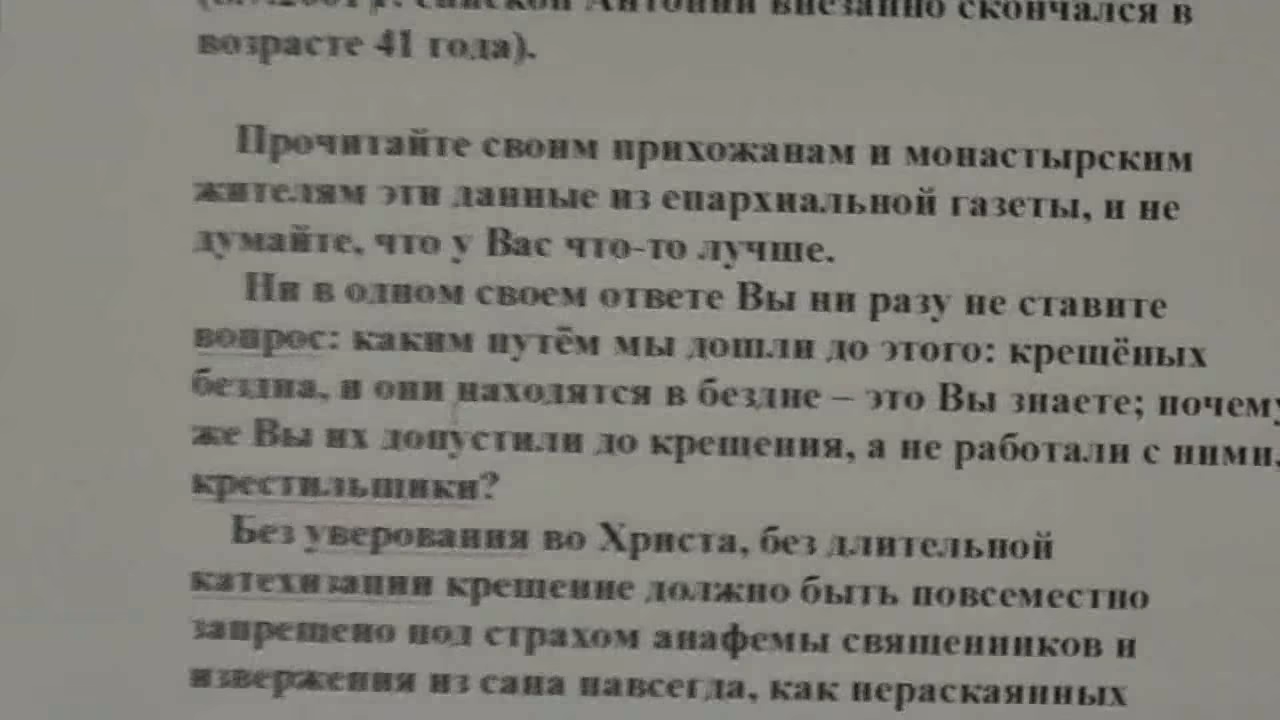 Антоний внезапно скончался в
возрасте 41 года).
Прочитайте своим прихожанам и монастырским
жителям эти данные из епархиальной газеты, и не
думайте, что у Вас что-то лучше.
Ни в одном своем ответе Вы ни разу не ставите
вопрос: каким путём мы дошли до этого: крещёных
бездна, и они находятся в бездне – это Вы знаете; почему
же Вы их допустили до крещения, а не работали с ними,
крестильщики?
Без уверования во Христа, без длительной
катехизации крещение должно быть повсеместно
запрещено под страхом анафемы священников и
извержения из сана навсегда, как нераскаянных